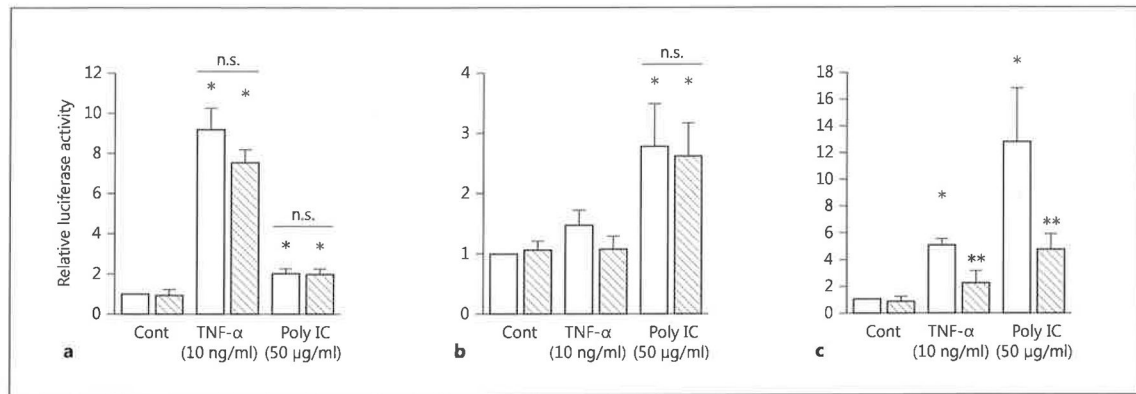 Relative luciferase activity
12
10
8
6
4
2
0
n.s.
* *
n.s.
* *
Cont TNF-α Poly IC
(10 ng/ml) (50 µg/ml)
a
4
3
2
1
0
n.s.
* *
Cont TNF-α Poly IC
(10 ng/ml) (50 µg/ml)
b
18
16
14
12
10
8
6
4
2
0
*
**
*
**
Cont TNF-α Poly IC
(10 ng/ml) (50 µg/ml)
c